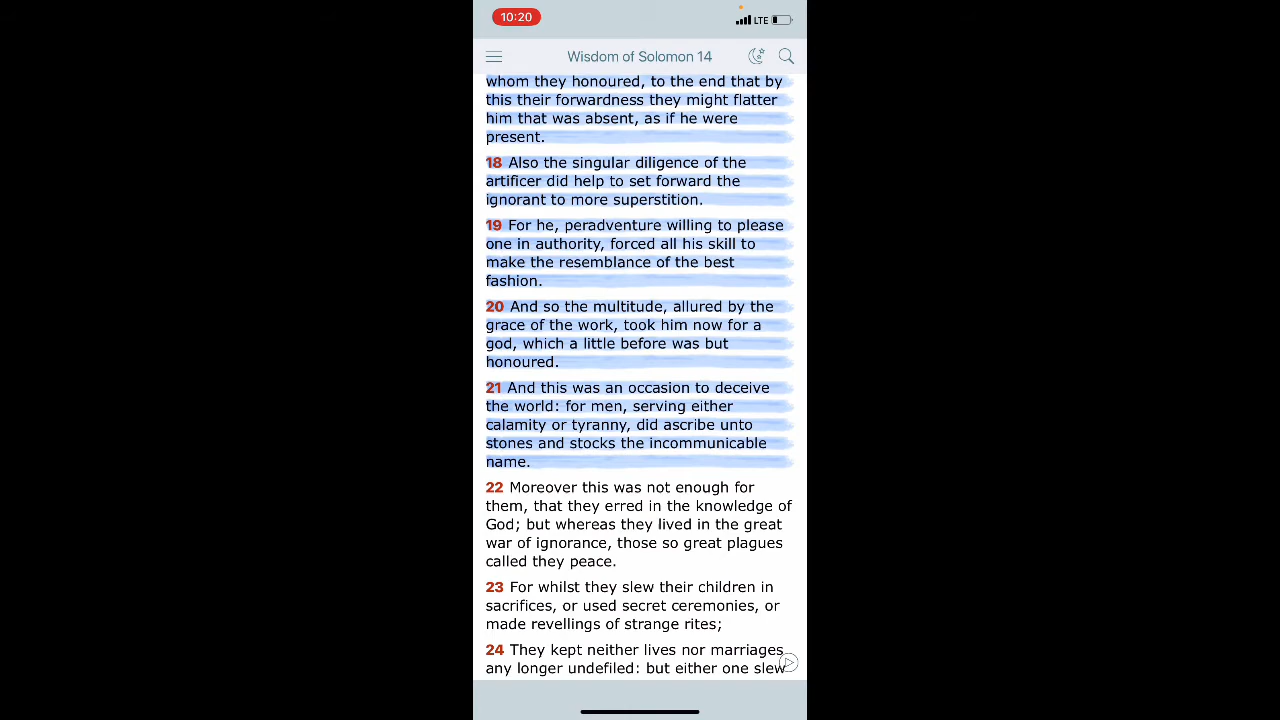 10:20
LTE
Wisdom of Solomon 14
whom they honoured, to the end that by
this their forwardness they might flatter
him that was absent, as if he were
present.
18 Also the singular diligence of the
artificer did help to set forward the
ignorant to more superstition.
19 For he, peradventure willing to please
one in authority, forced all his skill to
make the resemblance of the best
fashion.
20 And so the multitude, allured by the
grace of the work, took him now for a
god, which a little before was but
honoured.
21 And this was an occasion to deceive
the world: for men, serving either
calamity or tyranny, did ascribe unto
stones and stocks the incommunicable
name.
22 Moreover this was not enough for
them, that they erred in the knowledge of
God; but whereas they lived in the great
war of ignorance, those so great plagues
called they peace.
23 For whilst they slew their children in
sacrifices, or used secret ceremonies, or
made revellings of strange rites;
24 They kept neither lives nor marriages
any longer undefiled: but either one slew